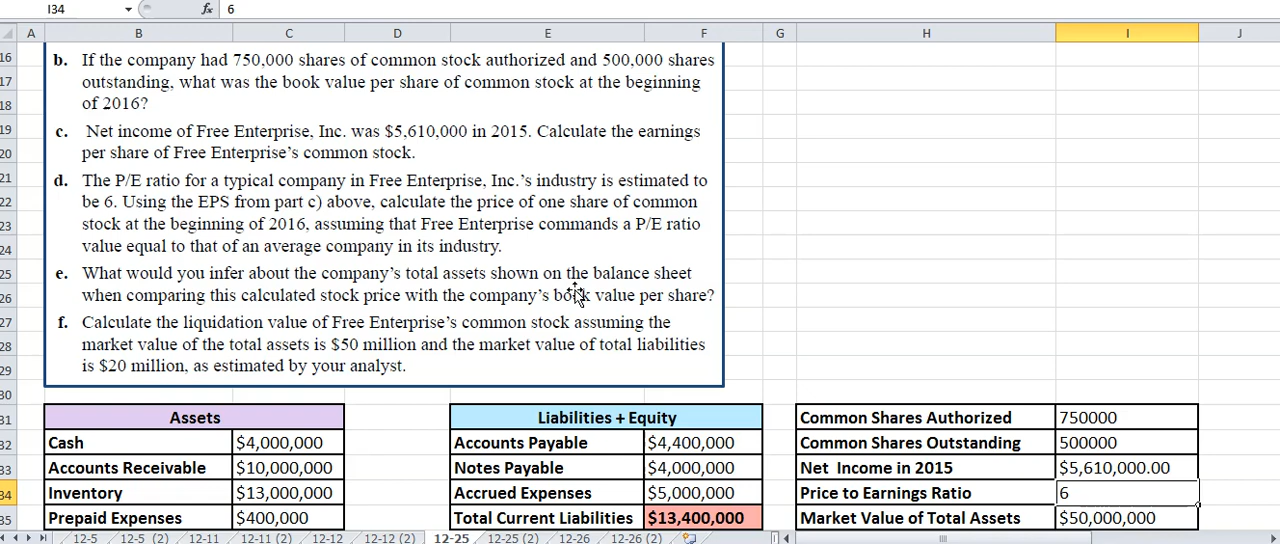 I34 fx 6
A B C D E F G H I J
16 b. If the company had 750,000 shares of common stock authorized and 500,000 shares
17 outstanding, what was the book value per share of common stock at the beginning
18 of 2016?
19 c. Net income of Free Enterprise, Inc. was $5,610,000 in 2015. Calculate the earnings
20 per share of Free Enterprise's common stock.
21 d. The P/E ratio for a typical company in Free Enterprise, Inc.'s industry is estimated to
22 be 6. Using the EPS from part c) above, calculate the price of one share of common
23 stock at the beginning of 2016, assuming that Free Enterprise commands a P/E ratio
24 value equal to that of an average company in its industry.
25 e. What would you infer about the company's total assets shown on the balance sheet
26 when comparing this calculated stock price with the company's book value per share?
27 f. Calculate the liquidation value of Free Enterprise's common stock assuming the
28 market value of the total assets is $50 million and the market value of total liabilities
29 is $20 million, as estimated by your analyst.
30
31 Assets Liabilities + Equity Common Shares Authorized 750000
32 Cash $4,000,000 Accounts Payable $4,400,000 Common Shares Outstanding 500000
33 Accounts Receivable $10,000,000 Notes Payable $4,000,000 Net Income in 2015 $5,610,000.00
34 Inventory $13,000,000 Accrued Expenses $5,000,000 Price to Earnings Ratio 6
35 Prepaid Expenses $400,000 Total Current Liabilities $13,400,000 Market Value of Total Assets $50,000,000
12-5 12-5 (2) 12-11 12-11 (2) 12-12 12-12 (2) 12-25 12-25 (2) 12-26 12-26 (2)